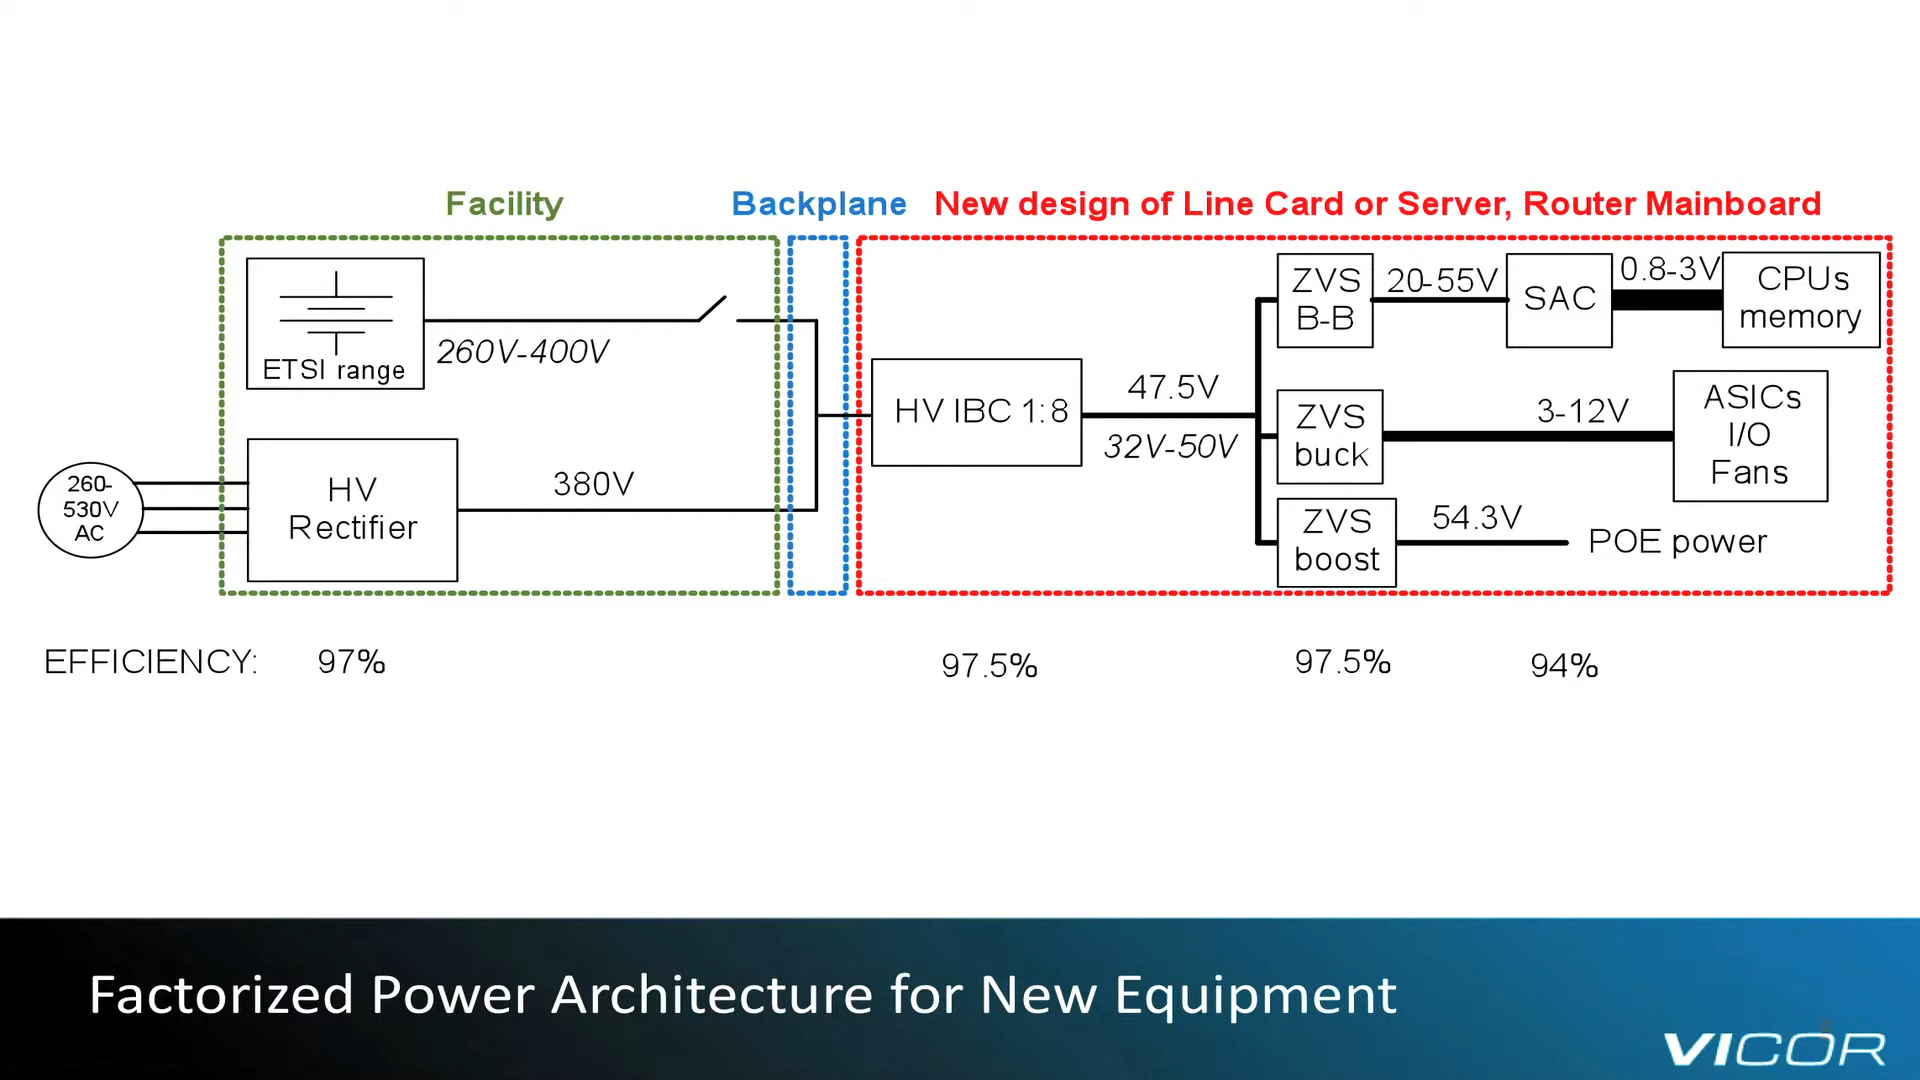 Facility
Backplane
New design of Line Card or Server, Router Mainboard
ETSI range
260V-400V
260-
530V
AC
HV
Rectifier
380V
HV IBC 1:8
47.5V
32V-50V
ZVS
B-B
20-55V
SAC
0.8-3V
CPUs
memory
ZVS
buck
3-12V
ASICs
I/O
Fans
ZVS
boost
54.3V
POE power
EFFICIENCY: 97% 97.5% 97.5% 94%
Factorized Power Architecture for New Equipment
VICOR